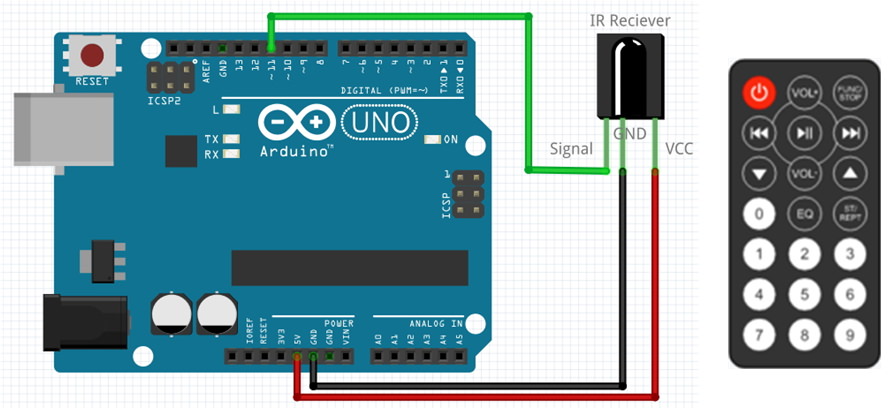 IR Reciever
RESET
ICSP2
AREF
GND
13
12
~11
~10
~9
8
7
~6
~5
~4
~3
2
TXD ▶ 1
RXD ◀ 0
DIGITAL (PWM=~)
L
TX
RX
UNO
Arduino™
ON
1
ICSP
Signal
GND
VCC
IOREF
RESET
3V3
5V
GND
GND
VIN
POWER
A0
A1
A2
A3
A4
A5
ANALOG IN
VOL+
FUNC/
STOP
VOL-
0
EQ
ST/
REPT
1 2 3
4 5 6
7 8 9